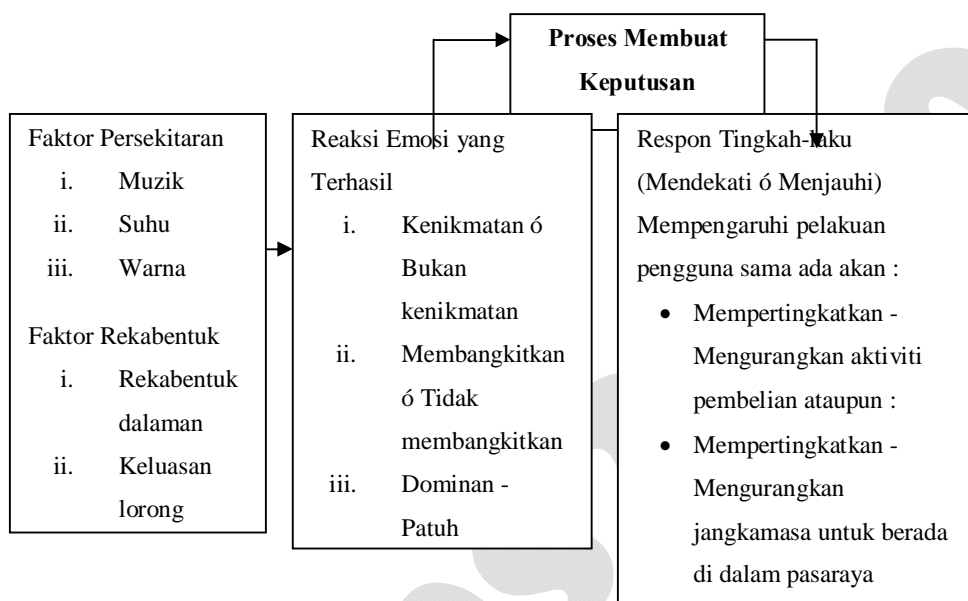 Proses Membuat
Keputusan
Faktor Persekitaran
i. Muzik
ii. Suhu
iii. Warna
Faktor Rekabentuk
i. Rekabentuk
dalaman
ii. Keluasan
lorong
Reaksi Emosi yang
Terhasil
i. Kenikmatan ó
Bukan
kenikmatan
ii. Membangkitkan
ó Tidak
membangkitkan
iii. Dominan -
Patuh
Respon Tingkah-laku
(Mendekati ó Menjauhi)
Mempengaruhi pelakuan
pengguna sama ada akan :
• Mempertingkatkan -
Mengurangkan aktiviti
pembelian ataupun :
• Mempertingkatkan -
Mengurangkan
jangkamasa untuk berada
di dalam pasaraya